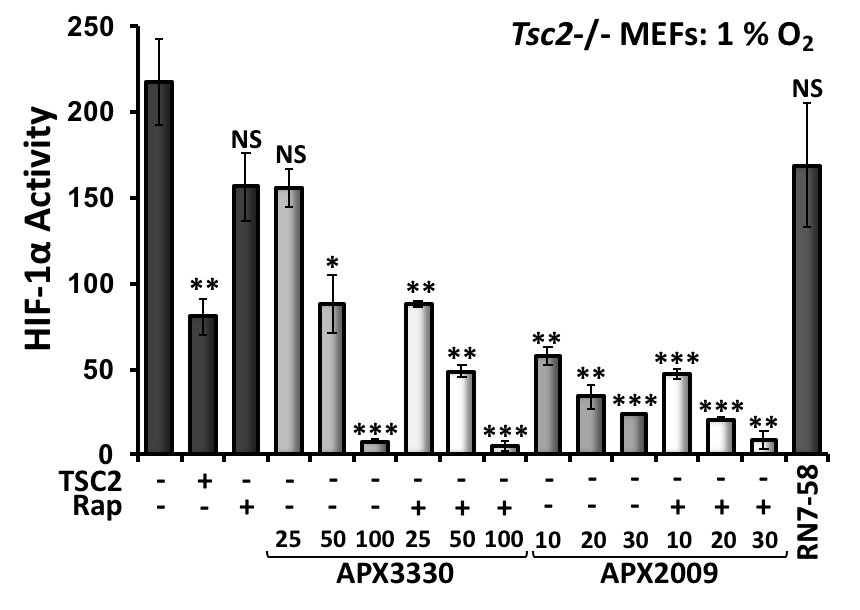 Tsc2-/- MEFs: 1 % O2
HIF-1α Activity
250
200
150
100
50
0
**
NS
NS
*
***
**
**
***
**
**
***
***
***
**
NS
TSC2 - + - - - - - - - - - - - - -
Rap - - + - - - + + + - - - + + +
25 50 100 25 50 100 10 20 30 10 20 30
APX3330 APX2009
RN7-58